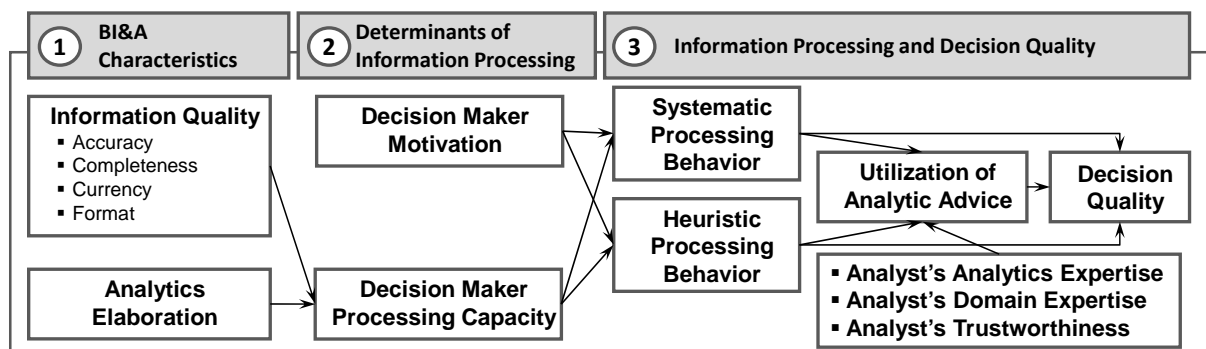 1
BI&A
Characteristics
2
Determinants of
Information Processing
3
Information Processing and Decision Quality
Information Quality
▪ Accuracy
▪ Completeness
▪ Currency
▪ Format
Analytics
Elaboration
Decision Maker
Motivation
Decision Maker
Processing Capacity
Systematic
Processing
Behavior
Heuristic
Processing
Behavior
Utilization of
Analytic Advice
Decision
Quality
▪ Analyst's Analytics Expertise
▪ Analyst's Domain Expertise
▪ Analyst's Trustworthiness